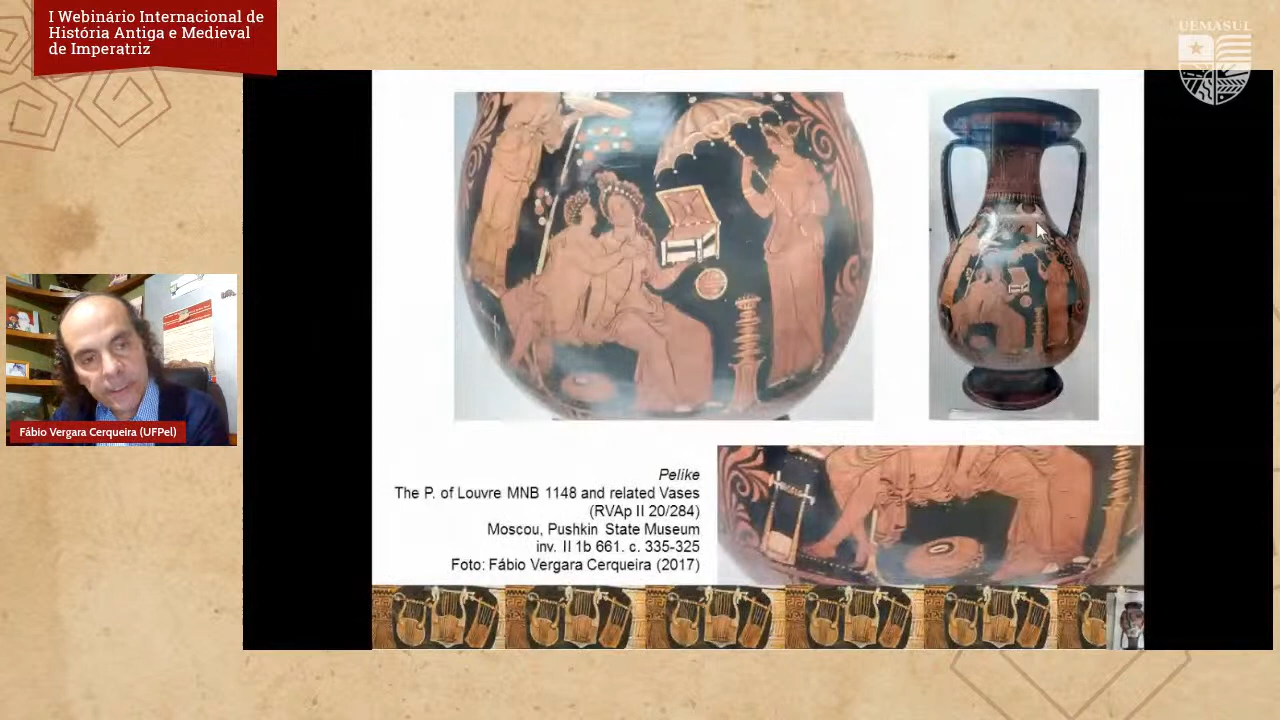 I Webinário Internacional de
História Antiga e Medieval
de Imperatriz
UEMASUL
Fábio Vergara Cerqueira (UFPel)
Pelike
The P. of Louvre MNB 1148 and related Vases
(RVAp II 20/284)
Moscou, Pushkin State Museum
inv. II 1b 661. c. 335-325
Foto: Fábio Vergara Cerqueira (2017)